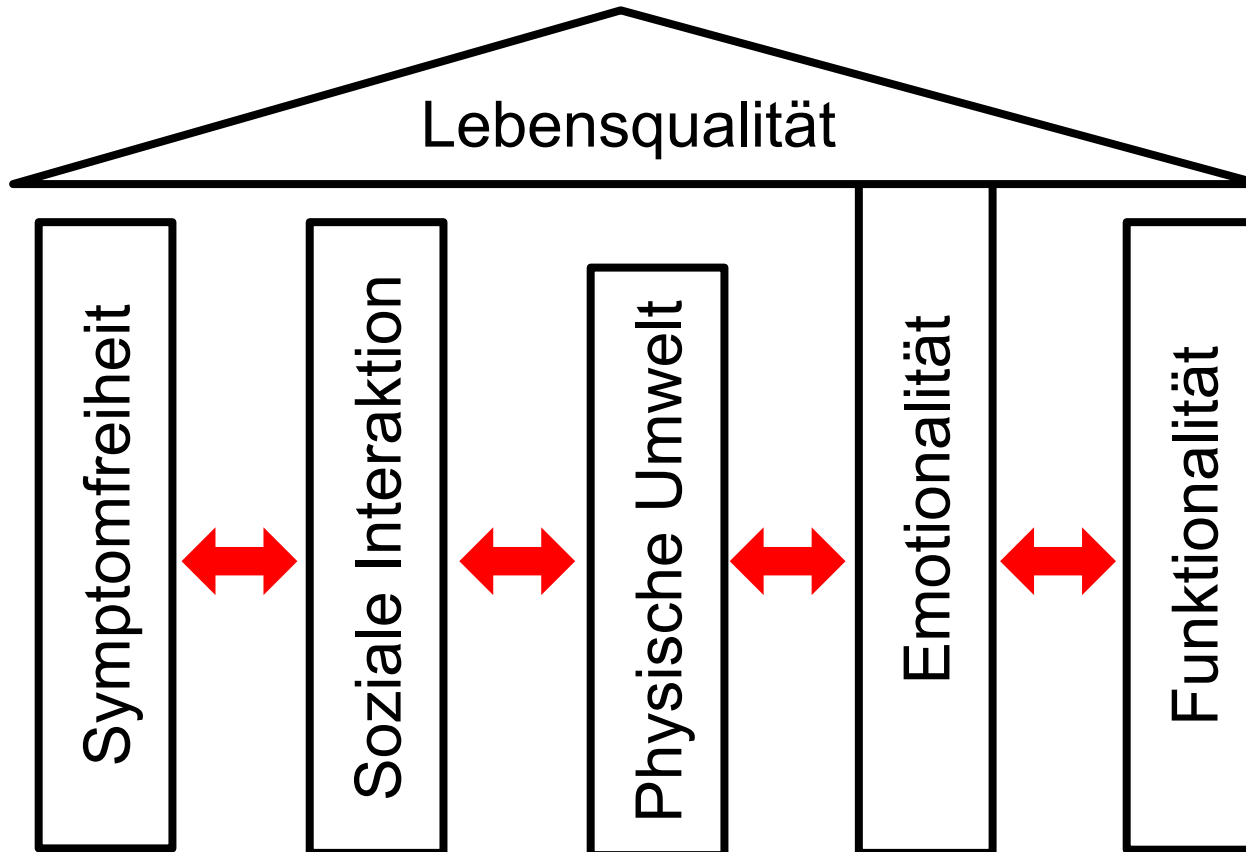 Lebensqualität
Symptomfreiheit
Soziale Interaktion
Physische Umwelt
Emotionalität
Funktionalität